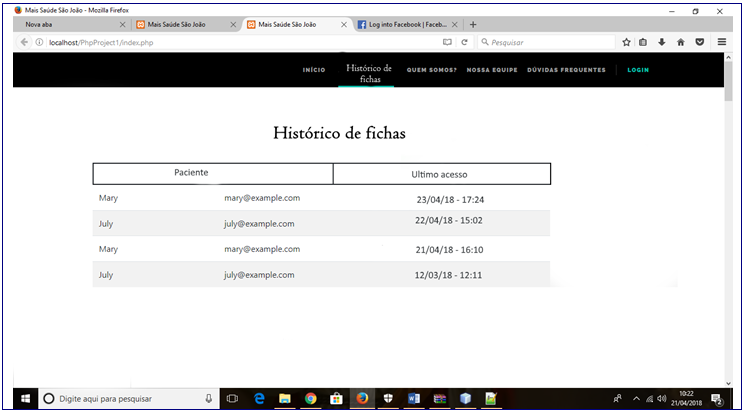 Mais Saúde São João - Mozilla Firefox
Nova aba
Mais Saúde São João
Mais Saúde São João
Log into Facebook | Faceb...
localhost/PhpProject1/index.php
Pesquisar
INÍCIO
Histórico de
fichas
QUEM SOMOS?
NOSSA EQUIPE
DÚVIDAS FREQUENTES
LOGIN
Histórico de fichas
Paciente Ultimo acesso
Mary mary@example.com 23/04/18 - 17:24
July july@example.com 22/04/18 - 15:02
Mary mary@example.com 21/04/18 - 16:10
July july@example.com 12/03/18 - 12:11
Digite aqui para pesquisar
10:22
21/04/2018